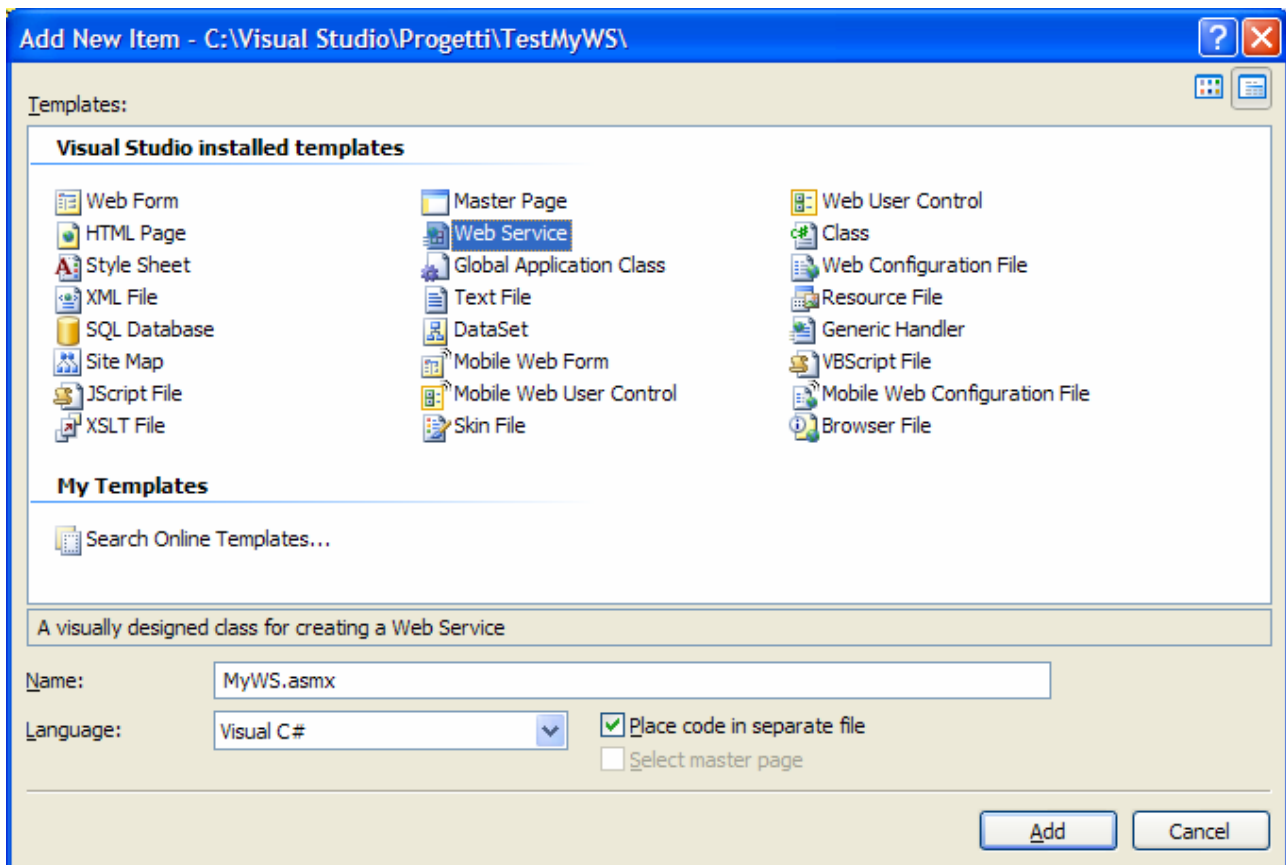 Add New Item - C:\Visual Studio\Progetti\TestMyWS\
Templates:
Visual Studio installed templates
Web Form
Master Page
Web User Control
HTML Page
Web Service
Class
Style Sheet
Global Application Class
Web Configuration File
XML File
Text File
Resource File
SQL Database
DataSet
Generic Handler
Site Map
Mobile Web Form
VBScript File
JScript File
Mobile Web User Control
Mobile Web Configuration File
XSLT File
Skin File
Browser File
My Templates
Search Online Templates...
A visually designed class for creating a Web Service
Name:
MyWS.asmx
Language:
Visual C#
Place code in separate file
Select master page
Add
Cancel